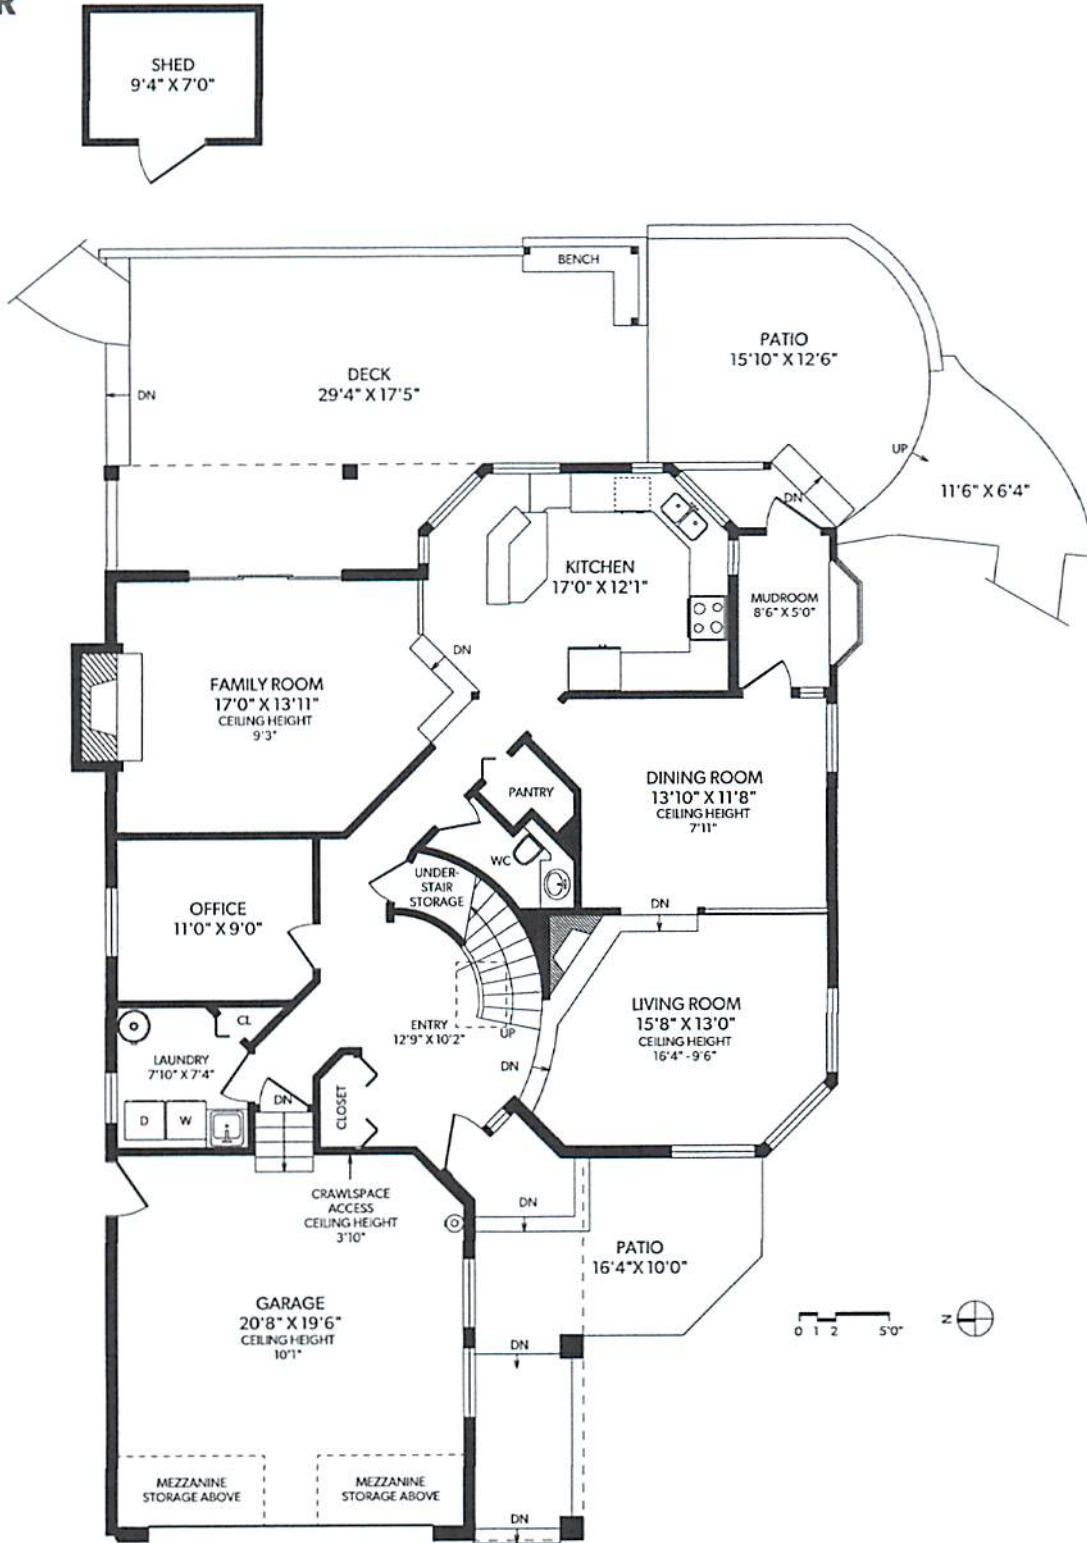 R
SHED
9'4" X 7'0"
BENCH
PATIO
15'10" X 12'6"
DECK
29'4" X 17'5"
DN
UP
11'6" X 6'4"
DN
KITCHEN
17'0" X 12'1"
MUDROOM
8'6" X 5'0"
DN
FAMILY ROOM
17'0" X 13'11"
CEILING HEIGHT
9'3"
PANTRY
DINING ROOM
13'10" X 11'8"
CEILING HEIGHT
7'11"
WC
UNDER-
STAIR
STORAGE
OFFICE
11'0" X 9'0"
DN
LIVING ROOM
15'8" X 13'0"
CEILING HEIGHT
16'4" - 9'6"
CL
ENTRY
12'9" X 10'2"
UP
DN
LAUNDRY
7'10" X 7'4"
DN
CLOSET
D
W
CRAWLSPACE
ACCESS
CEILING HEIGHT
3'10"
DN
PATIO
16'4"X 10'0"
GARAGE
20'8" X 19'6"
CEILING HEIGHT
10'1"
DN
0 1 2 5'0"
N
MEZZANINE
STORAGE ABOVE
MEZZANINE
STORAGE ABOVE
DN